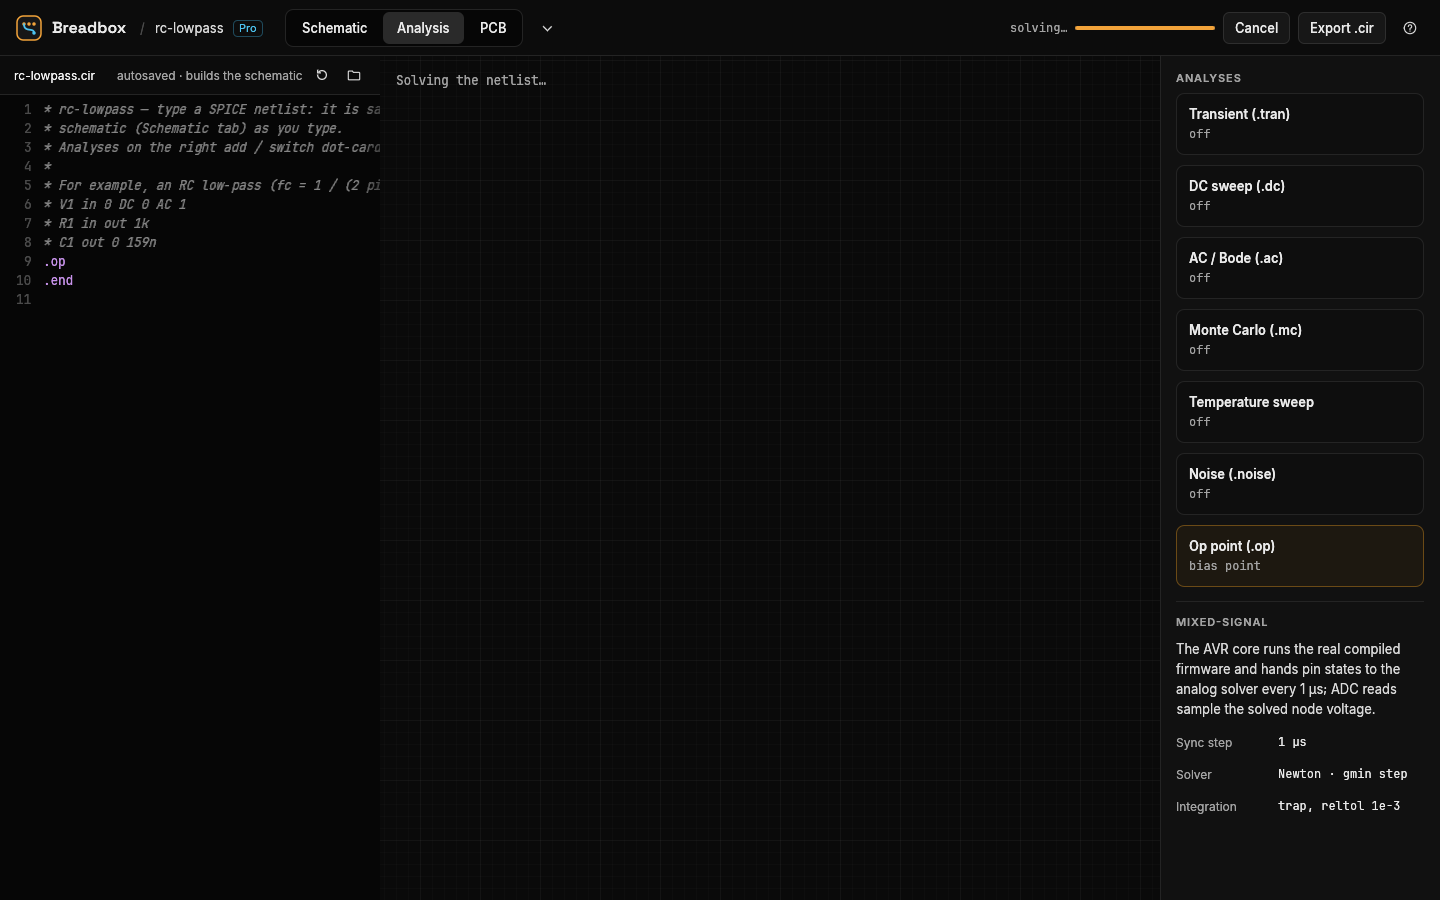 Breadbox / rc-lowpass Pro Schematic Analysis PCB solving… Cancel Export .cir
rc-lowpass.cir autosaved · builds the schematic
1 * rc-lowpass — type a SPICE netlist: it is sa
2 * schematic (Schematic tab) as you type.
3 * Analyses on the right add / switch dot-card
4 *
5 * For example, an RC low-pass (fc = 1 / (2 pi
6 * V1 in 0 DC 0 AC 1
7 * R1 in out 1k
8 * C1 out 0 159n
9 .op
10 .end
11
Solving the netlist…
ANALYSES
Transient (.tran)
off
DC sweep (.dc)
off
AC / Bode (.ac)
off
Monte Carlo (.mc)
off
Temperature sweep
off
Noise (.noise)
off
Op point (.op)
bias point
MIXED-SIGNAL
The AVR core runs the real compiled
firmware and hands pin states to the
analog solver every 1 µs; ADC reads
sample the solved node voltage.
Sync step 1 µs
Solver Newton · gmin step
Integration trap, reltol 1e-3